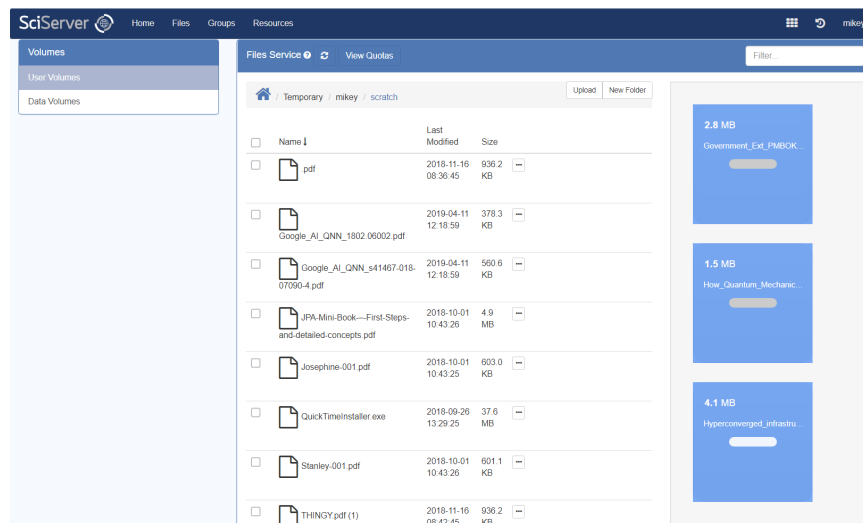 SciServer
Home Files Groups Resources
mikey
Volumes
User Volumes
Data Volumes
Files Service
View Quotas
Filter...
/ Temporary / mikey / scratch
Upload
New Folder
Name
Last
Modified
Size
.pdf
2018-11-16
08:36:45
936.2
KB
Google_AI_QNN_1802.06002.pdf
2019-04-11
12:18:59
378.3
KB
Google_AI_QNN_s41467-018-
07090-4.pdf
2019-04-11
12:18:59
560.6
KB
JPA-Mini-Book-–-First-Steps-
and-detailed-concepts.pdf
2018-10-01
10:43:26
4.9
MB
Josephine-001.pdf
2018-10-01
10:43:25
603.0
KB
QuickTimeInstaller.exe
2018-09-26
13:29:25
37.6
MB
Stanley-001.pdf
2018-10-01
10:43:26
601.1
KB
THINGY.pdf (1)
2018-11-16
08:42:45
936.2
KB
2.8 MB
Government_Ext_PMBOK...
1.5 MB
How_Quantum_Mechanic...
4.1 MB
Hyperconverged_infrastru...